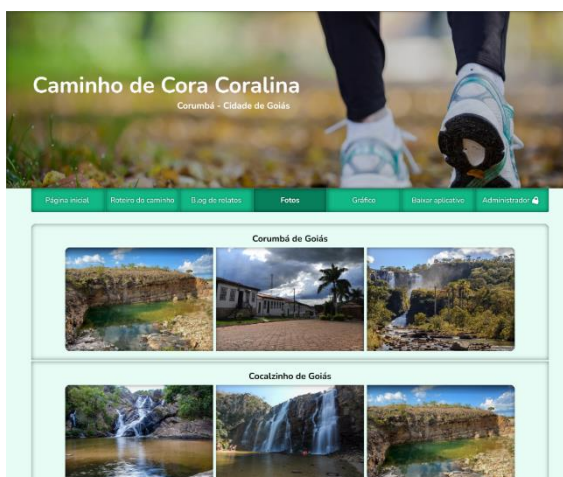 Caminho de Cora Coralina
Corumbá - Cidade de Goiás
Página inicial Roteiro do caminho Blog de relatos Fotos Gráfico Baixar aplicativo Administrador
Corumbá de Goiás
Cocalzinho de Goiás